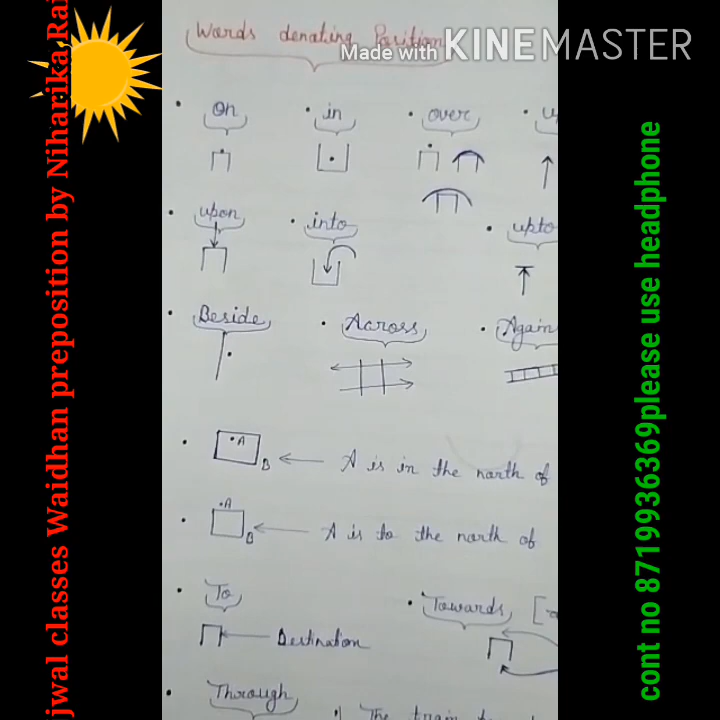 jwal classes Waidhan preposition by Niharika Rai
Words denoting Position
Made with KINEMASTER
on in over
upon into upto
Beside Across Again
A
B A is in the north of
A
B A is to the north of
To Towards
Destination
Through
The train
cont no 8719936369please use headphone